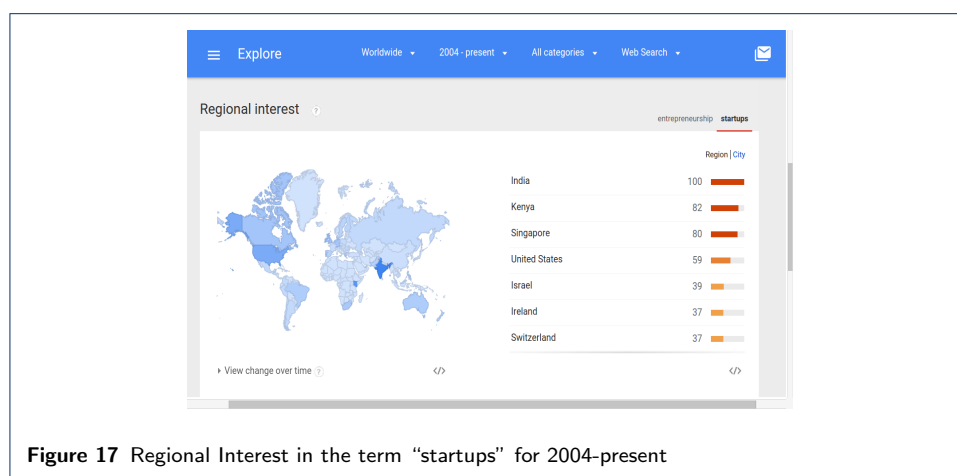 Explore Worldwide 2004 - present All categories Web Search
Regional interest ?
entrepreneurship startups
Region | City
India 100
Kenya 82
Singapore 80
United States 59
Israel 39
Ireland 37
Switzerland 37
View change over time ? </> </>
Figure 17 Regional Interest in the term “startups” for 2004-present